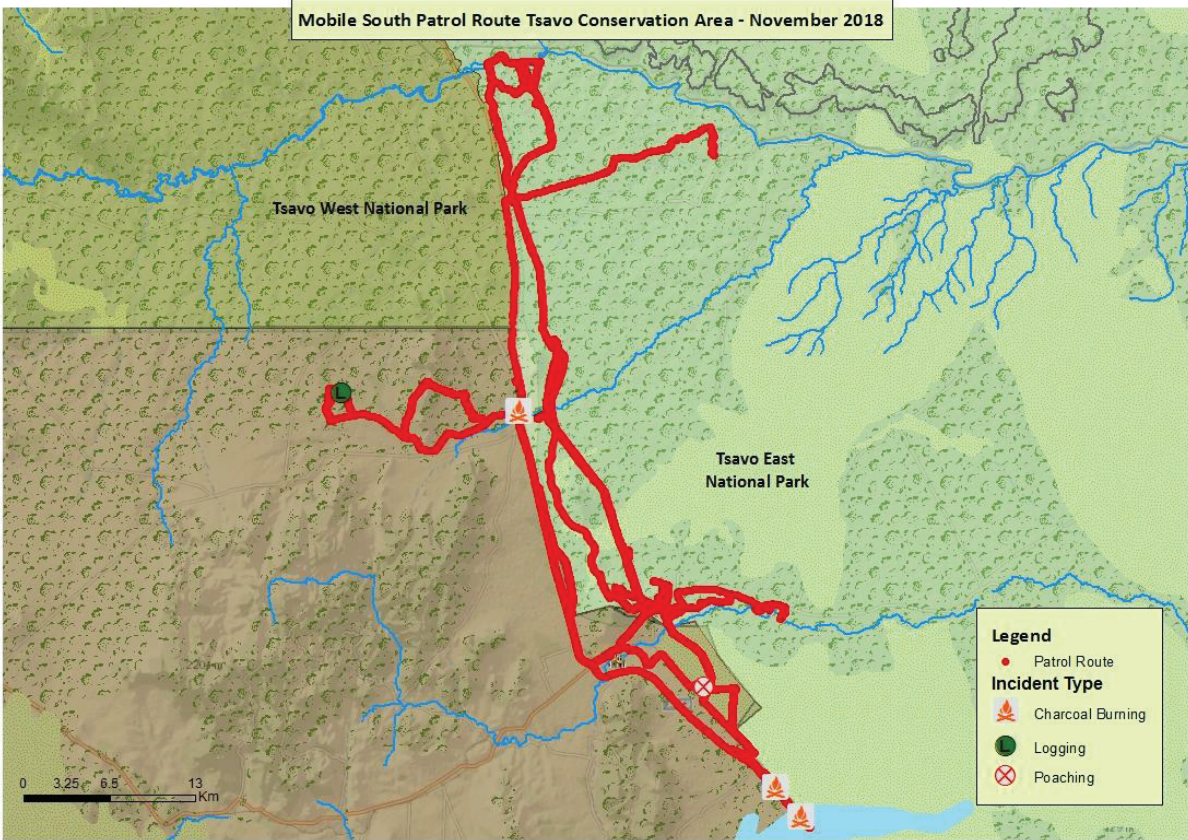 Mobile South Patrol Route Tsavo Conservation Area - November 2018
Tsavo West National Park
Tsavo East
National Park
Legend
Patrol Route
Incident Type
Charcoal Burning
L
Logging
Poaching
L
0 3.25 6.5 13
Km